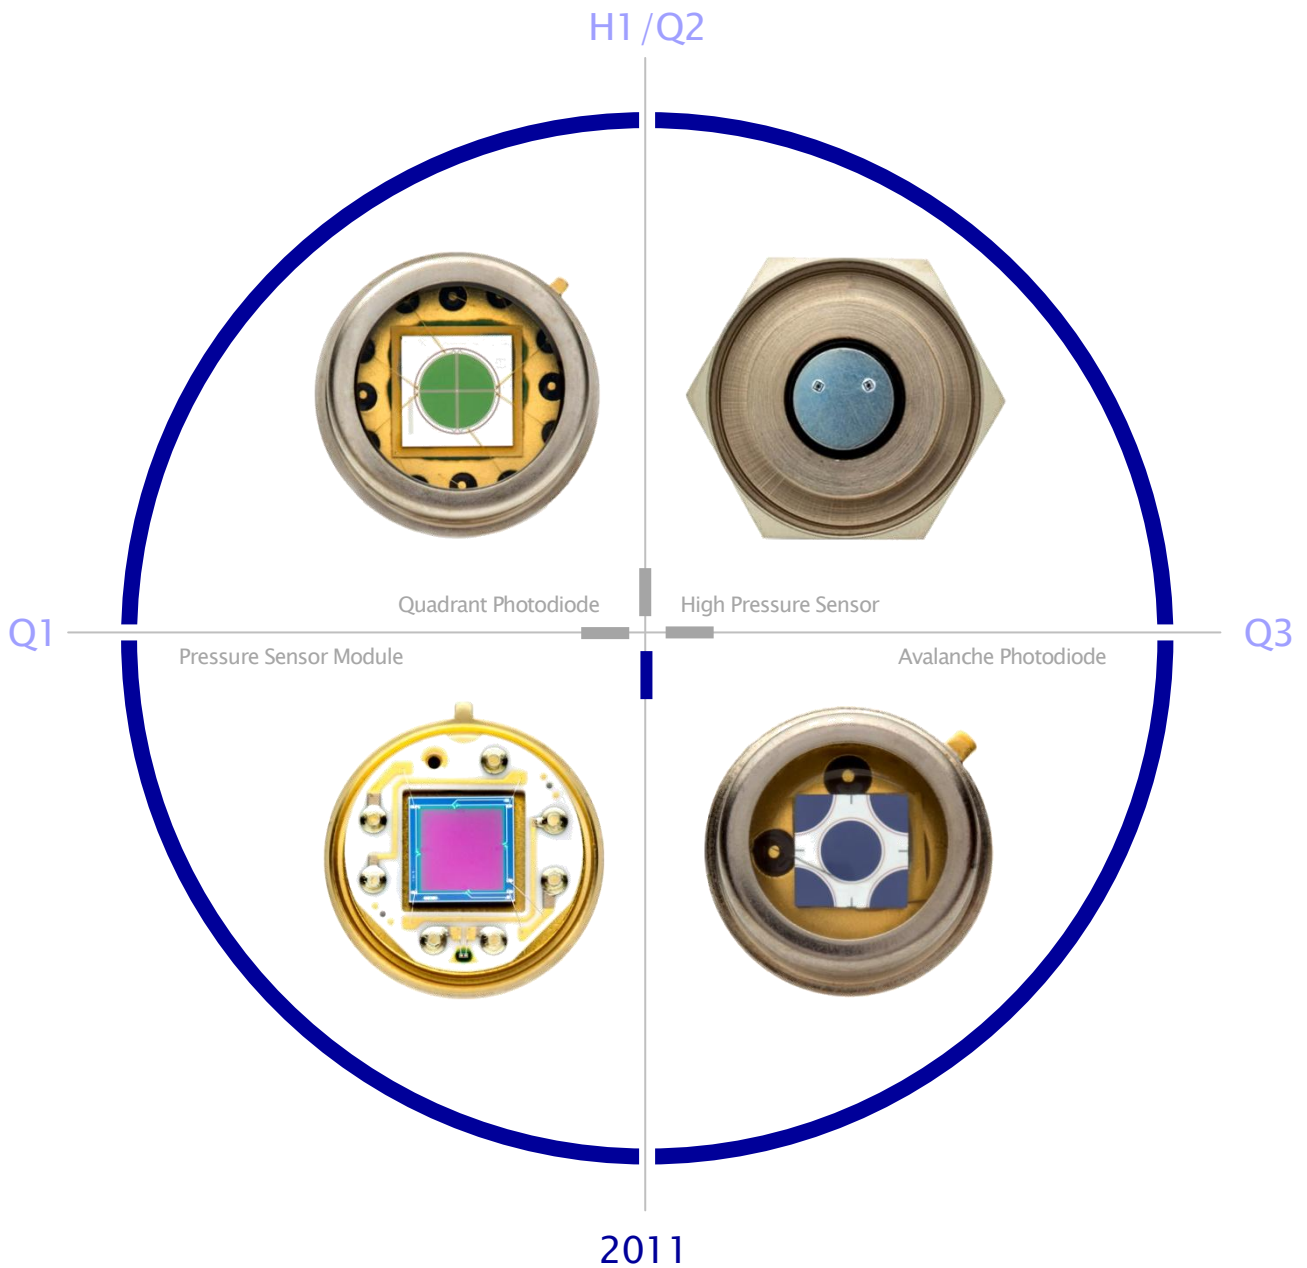 H1/Q2
Quadrant Photodiode
High Pressure Sensor
Q1
Q3
Pressure Sensor Module
Avalanche Photodiode
2011